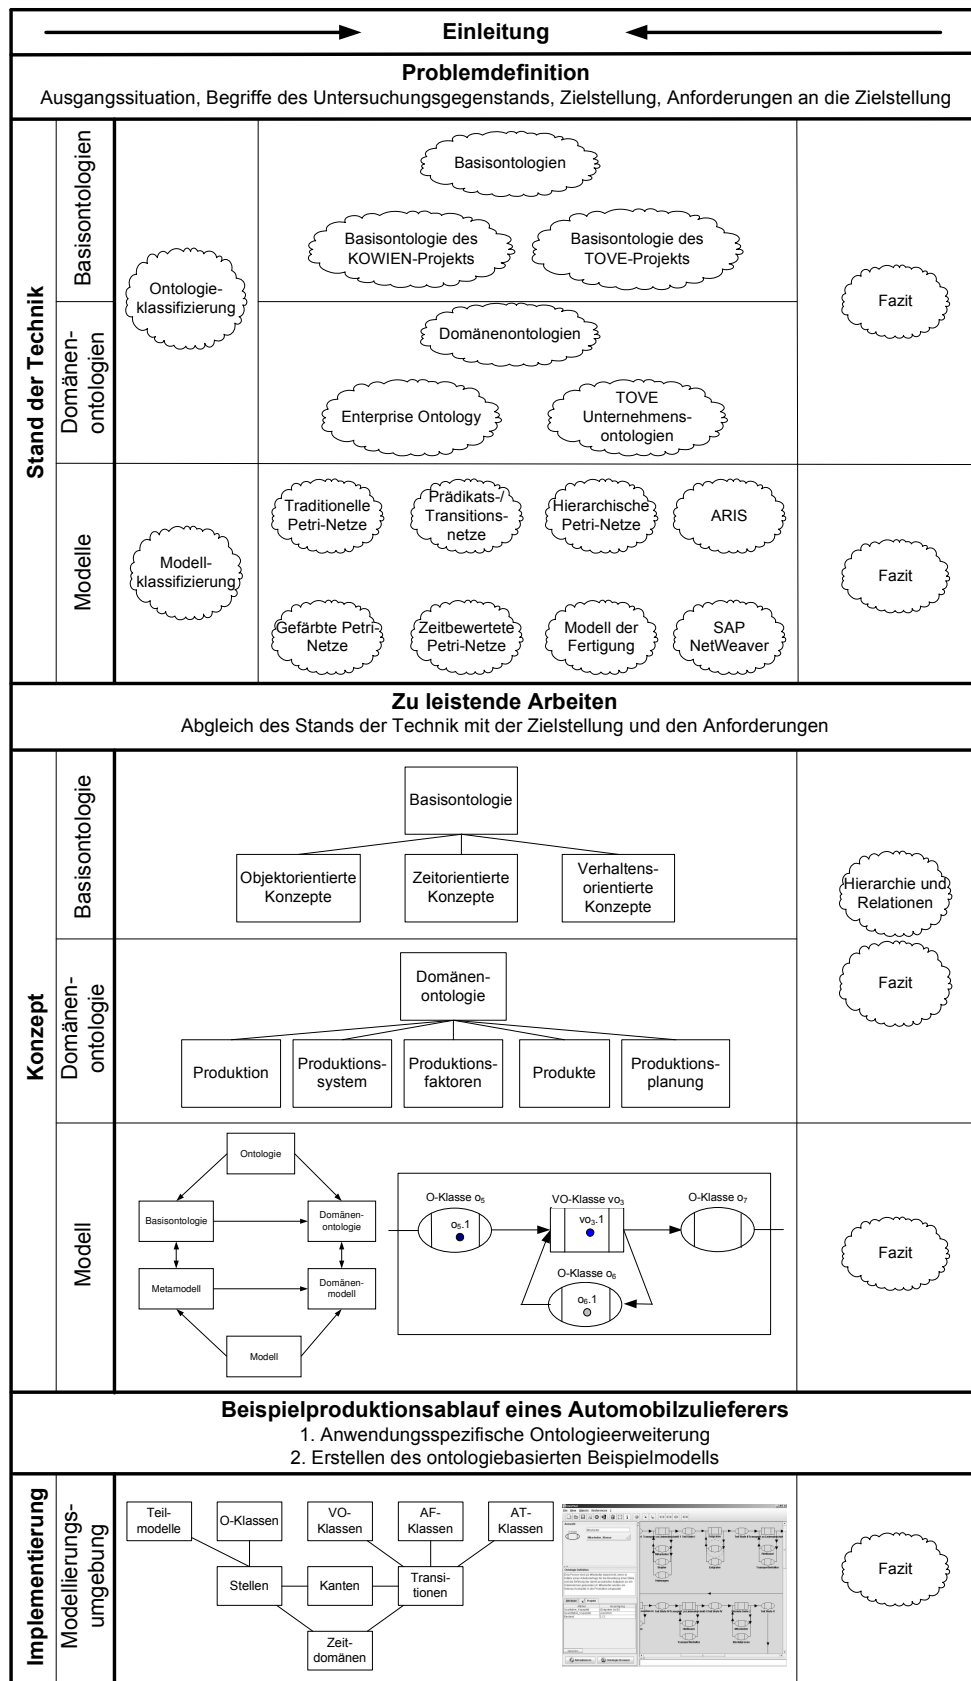 Einleitung
Problemdefinition
Ausgangssituation, Begriffe des Untersuchungsgegenstands, Zielstellung, Anforderungen an die Zielstellung
Stand der Technik
Basisontologien
Domänen-
ontologien
Modelle
Ontologie-
klassifizierung
Basisontologien
Basisontologie des
KOWIEN-Projekts
Basisontologie des
TOVE-Projekts
Domänenontologien
Enterprise Ontology
TOVE
Unternehmens-
ontologien
Fazit
Modell-
klassifizierung
Traditionelle
Petri-Netze
Prädikats-/
Transitions-
netze
Hierarchische
Petri-Netze
ARIS
Gefärbte Petri-
Netze
Zeitbewertete
Petri-Netze
Modell der
Fertigung
SAP
NetWeaver
Fazit
Zu leistende Arbeiten
Abgleich des Stands der Technik mit der Zielstellung und den Anforderungen
Konzept
Basisontologie
Domänen-
ontologie
Modell
Basisontologie
Objektorientierte
Konzepte
Zeitorientierte
Konzepte
Verhaltens-
orientierte
Konzepte
Hierarchie und
Relationen
Fazit
Domänen-
ontologie
Produktion
Produktions-
system
Produktions-
faktoren
Produkte
Produktions-
planung
Ontologie
Basisontologie
Domänen-
ontologie
Metamodell
Domänen-
modell
Modell
O-Klasse o5
o5.1
VO-Klasse vo3
vo3.1
O-Klasse o7
O-Klasse o6
o6.1
Fazit
Beispielproduktionsablauf eines Automobilzulieferers
1. Anwendungsspezifische Ontologieerweiterung
2. Erstellen des ontologiebasierten Beispielmodells
Implementierung
Modellierungs-
umgebung
Teil-
modelle
O-Klassen
VO-
Klassen
AF-
Klassen
AT-
Klassen
Stellen
Kanten
Transi-
tionen
Zeit-
domänen
Fazit